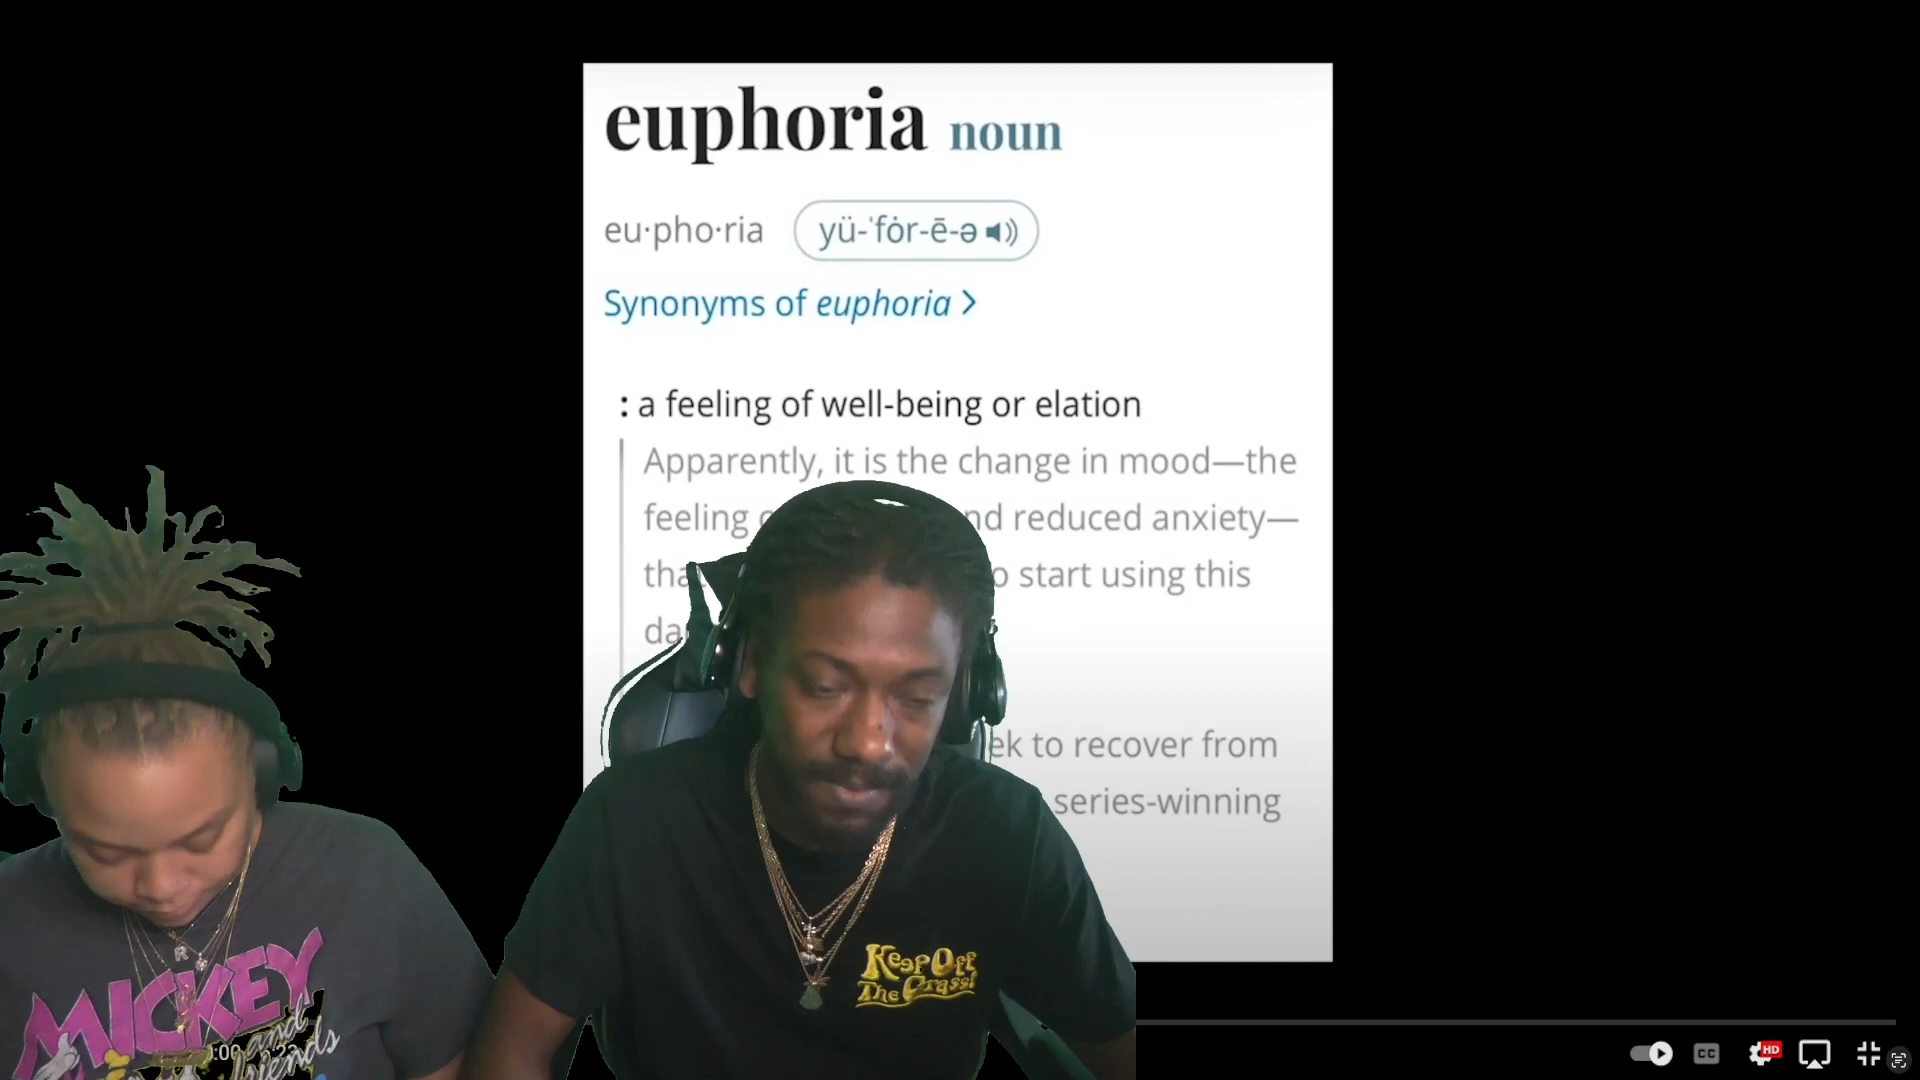 euphoria noun
eu·pho·ria yü-ˈfȯr-ē-ə
Synonyms of euphoria >
: a feeling of well-being or elation
Apparently, it is the change in mood—the
feeling nd reduced anxiety—
tha o start using this
da
ek to recover from
series-winning
Keep Off
The Grass!
R
MICKEY
and
friends
:00
CC
HD